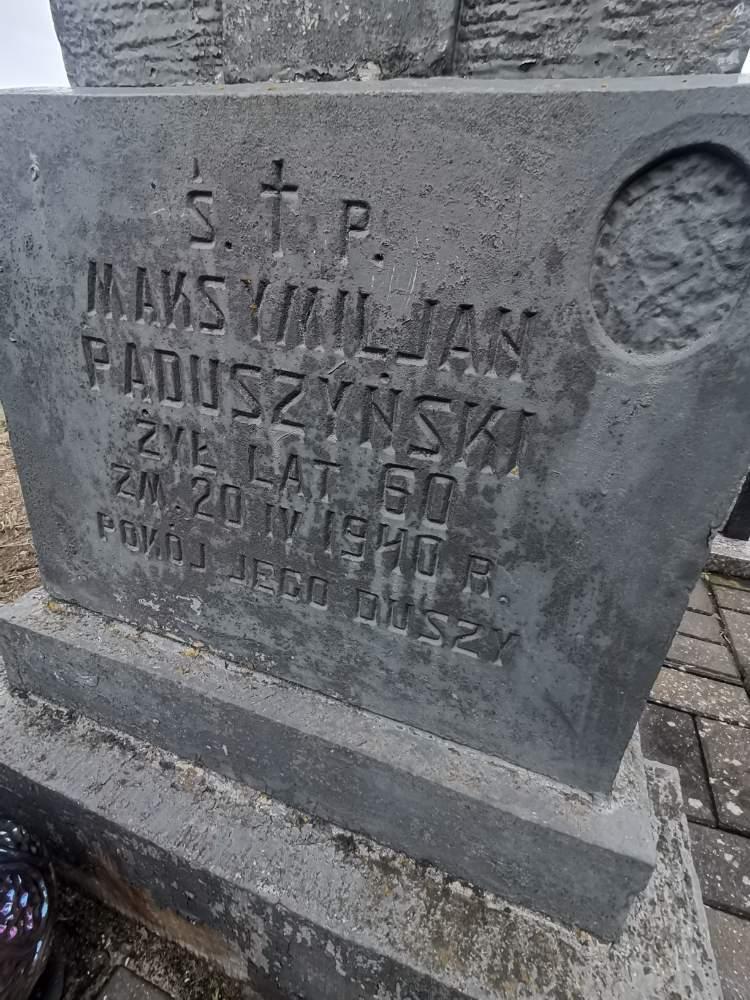 Ś. † P.
MAKSYMILJAN
PADUSZYŃSKI
ŻYŁ LAT 60
ZM. 20 IV 1940 R.
POKÓJ JEGO DUSZY